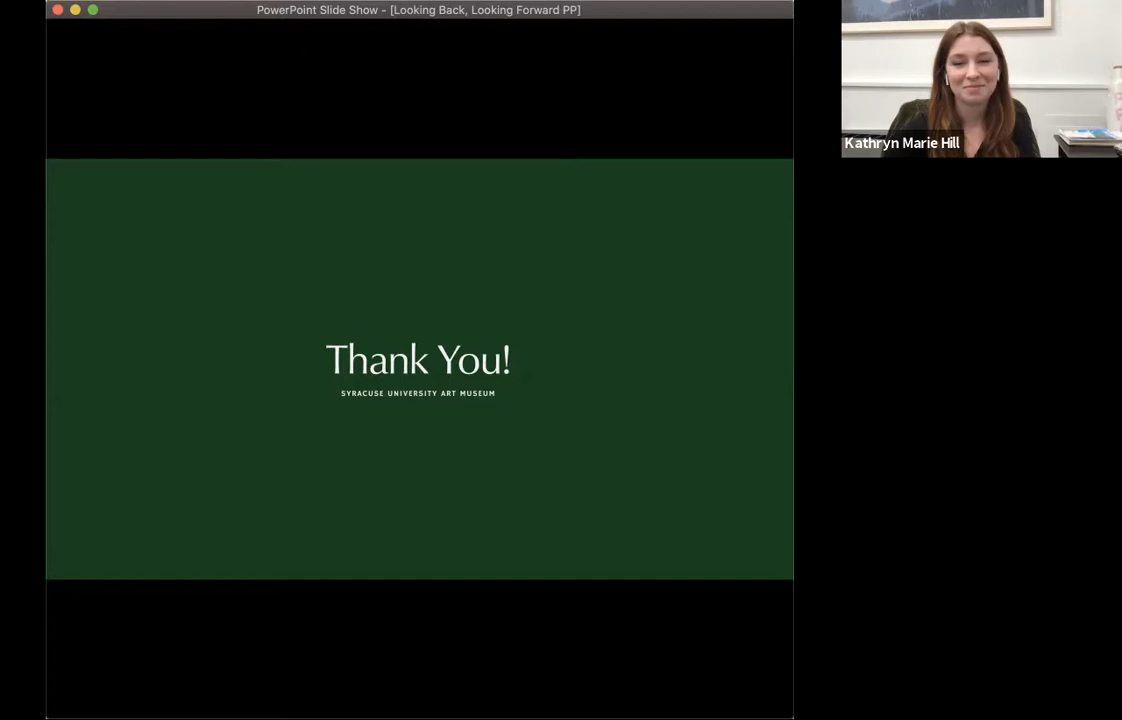 PowerPoint Slide Show - [Looking Back, Looking Forward PP]
Kathryn Marie Hill
Thank You!
SYRACUSE UNIVERSITY ART MUSEUM